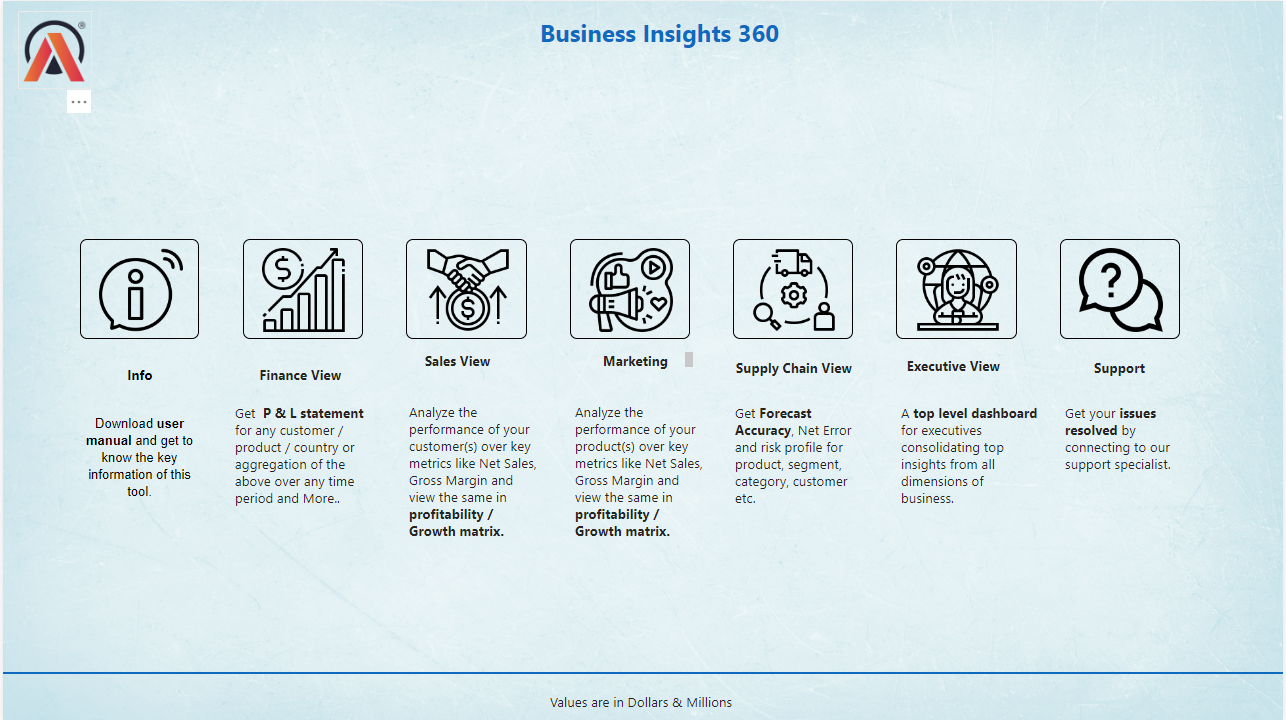 ®
Business Insights 360
Info
Download user
manual and get to
know the key
information of this
tool.
Finance View
Get  P & L statement
for any customer /
product / country or
aggregation of the
above over any time
period and More..
Sales View
Analyze the
performance of your
customer(s) over key
metrics like Net Sales,
Gross Margin and
view the same in
profitability /
Growth matrix.
Marketing
Analyze the
performance of your
product(s) over key
metrics like Net Sales,
Gross Margin and
view the same in
profitability /
Growth matrix.
Supply Chain View
Get Forecast
Accuracy, Net Error
and risk profile for
product, segment,
category, customer
etc.
Executive View
A top level dashboard
for executives
consolidating top
insights from all
dimensions of
business.
Support
Get your issues
resolved by
connecting to our
support specialist.
Values are in Dollars & Millions